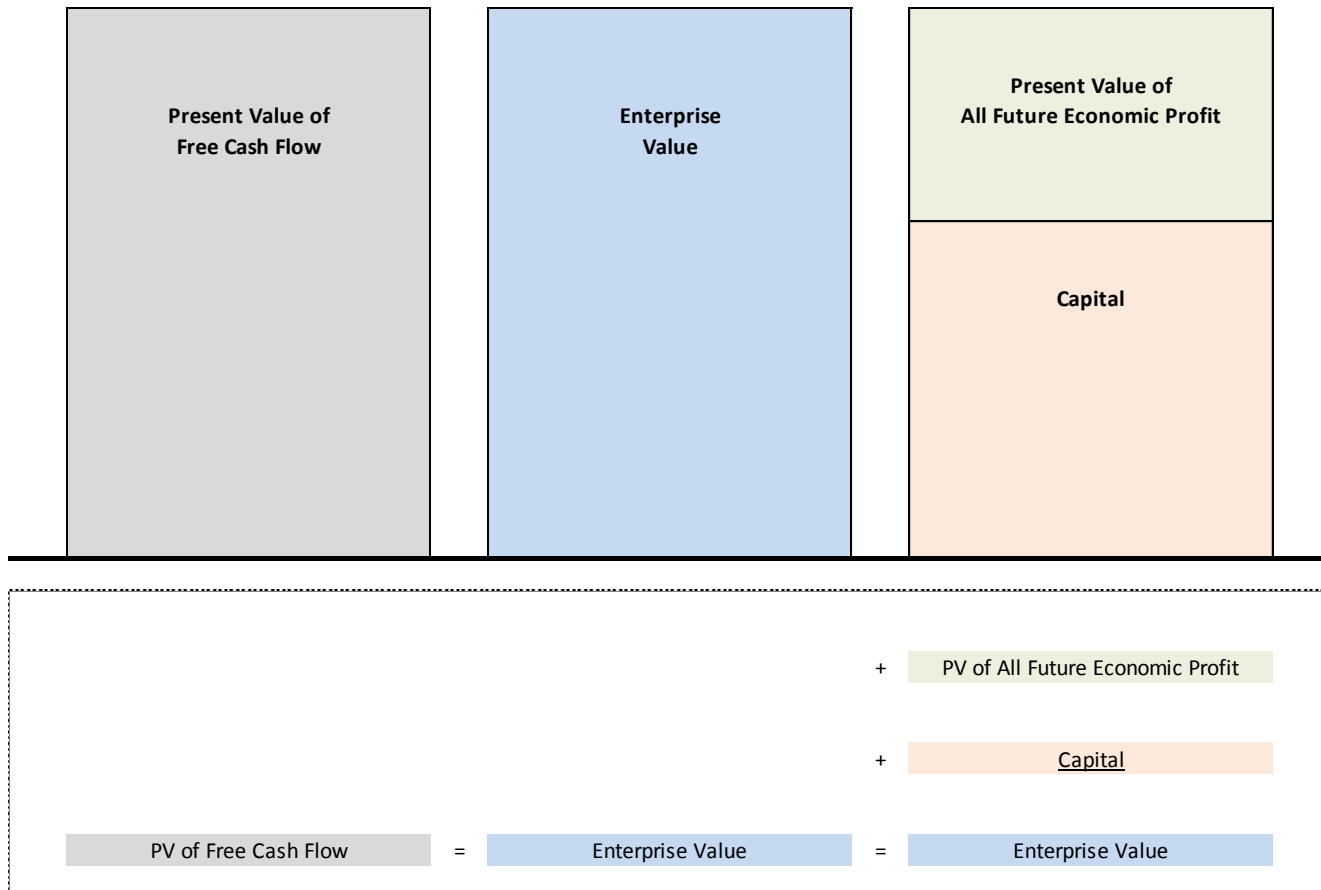 Present Value of
Free Cash Flow
Enterprise
Value
Present Value of
All Future Economic Profit
Capital
+ PV of All Future Economic Profit
+ Capital
PV of Free Cash Flow = Enterprise Value = Enterprise Value